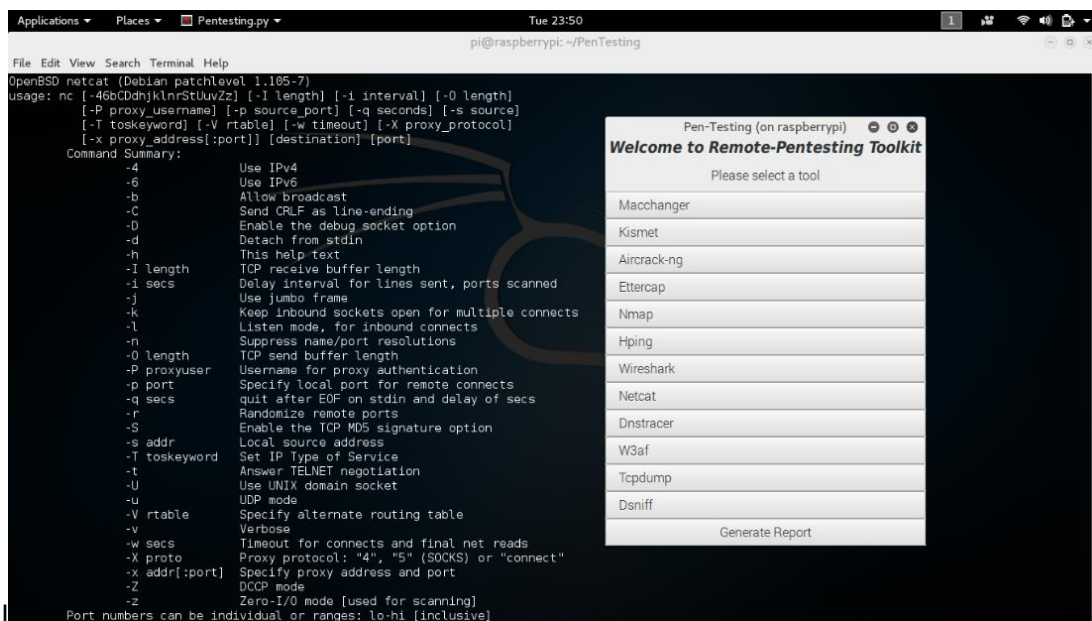 Applications Places Pentesting.py Tue 23:50 1
pi@raspberrypi: ~/PenTesting
File Edit View Search Terminal Help
OpenBSD netcat (Debian patchlevel 1.105-7)
usage: nc [-46bCDdhjklnrStUuvZz] [-I length] [-i interval] [-O length]
[-P proxy_username] [-p source_port] [-q seconds] [-s source]
[-T toskeyword] [-V rtable] [-w timeout] [-X proxy_protocol]
[-x proxy_address[:port]] [destination] [port]
Command Summary:
-4 Use IPv4
-6 Use IPv6
-b Allow broadcast
-C Send CRLF as line-ending
-D Enable the debug socket option
-d Detach from stdin
-h This help text
-I length TCP receive buffer length
-i secs Delay interval for lines sent, ports scanned
-j Use jumbo frame
-k Keep inbound sockets open for multiple connects
-l Listen mode, for inbound connects
-n Suppress name/port resolutions
-O length TCP send buffer length
-P proxyuser Username for proxy authentication
-p port Specify local port for remote connects
-q secs quit after EOF on stdin and delay of secs
-r Randomize remote ports
-S Enable the TCP MD5 signature option
-s addr Local source address
-T toskeyword Set IP Type of Service
-t Answer TELNET negotiation
-U Use UNIX domain socket
-u UDP mode
-V rtable Specify alternate routing table
-v Verbose
-w secs Timeout for connects and final net reads
-X proto Proxy protocol: "4", "5" (SOCKS) or "connect"
-x addr[:port] Specify proxy address and port
-Z DCCP mode
-z Zero-I/O mode [used for scanning]
Port numbers can be individual or ranges: lo-hi [inclusive]
Pen-Testing (on raspberrypi)
Welcome to Remote-Pentesting Toolkit
Please select a tool
Macchanger
Kismet
Aircrack-ng
Ettercap
Nmap
Hping
Wireshark
Netcat
Dnstracer
W3af
Tcpdump
Dsniff
Generate Report